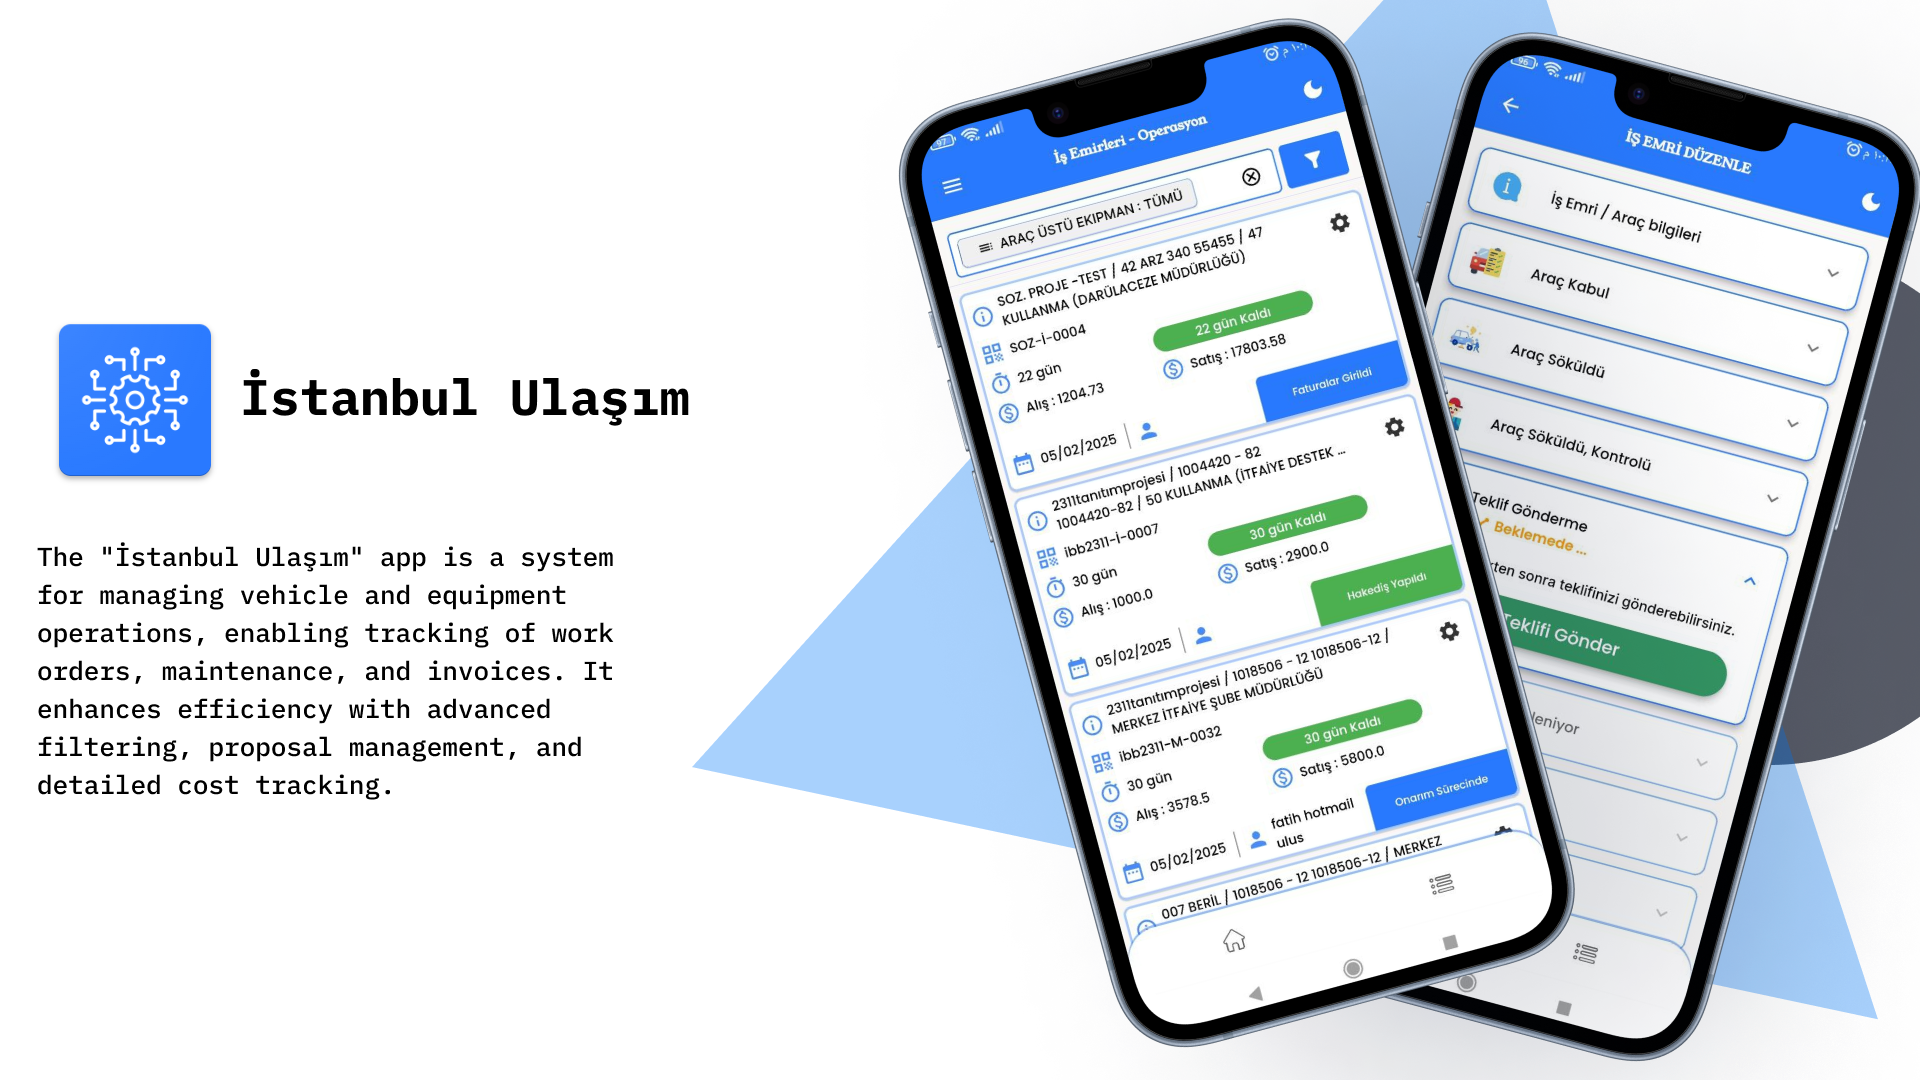 İstanbul Ulaşım
The "İstanbul Ulaşım" app is a system
for managing vehicle and equipment
operations, enabling tracking of work
orders, maintenance, and invoices. It
enhances efficiency with advanced
filtering, proposal management, and
detailed cost tracking.
97
İş Emirleri - Operasyon
ARAÇ ÜSTÜ EKIPMAN : TÜMÜ
SOZ. PROJE -TEST / 42 ARZ 340 55455 / 47
KULLANMA (DARÜLACEZE MÜDÜRLÜĞÜ)
SOZ-İ-0004
22 gün Kaldı
22 gün
Satış : 17803.58
Alış : 1204.73
Faturalar Girildi
05/02/2025
2311tanıtımprojesi / 1004420 - 82
1004420-82 / 50 KULLANMA (İTFAİYE DESTEK ...
ibb2311-İ-0007
30 gün Kaldı
30 gün
Satış : 2900.0
Alış : 1000.0
Hakediş Yapıldı
05/02/2025
2311tanıtımprojesi / 1018506 - 12 1018506-12 /
MERKEZ İTFAİYE ŞUBE MÜDÜRLÜĞÜ
ibb2311-M-0032
30 gün Kaldı
30 gün
Satış : 5800.0
Alış : 3578.5
Onarım Sürecinde
05/02/2025
fatih hotmail
ulus
007 BERİL / 1018506 - 12 1018506-12 / MERKEZ
96
İŞ EMRİ DÜZENLE
İş Emri / Araç bilgileri
Araç Kabul
Araç Söküldü
Araç Söküldü, Kontrolü
Teklif Gönderme
Beklemede ...
kten sonra teklifinizi gönderebilirsiniz.
Teklifi Gönder
leniyor